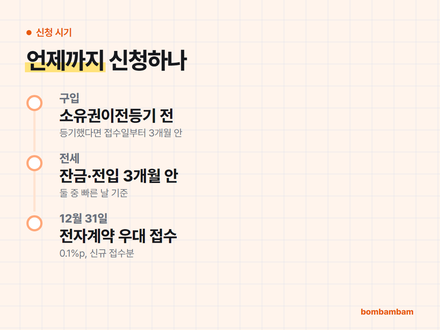 신청 시기
언제까지 신청하나
구입
소유권이전등기 전
등기했다면 접수일부터 3개월 안
전세
잔금·전입 3개월 안
둘 중 빠른 날 기준
12월 31일
전자계약 우대 접수
0.1%p, 신규 접수분
bombambam